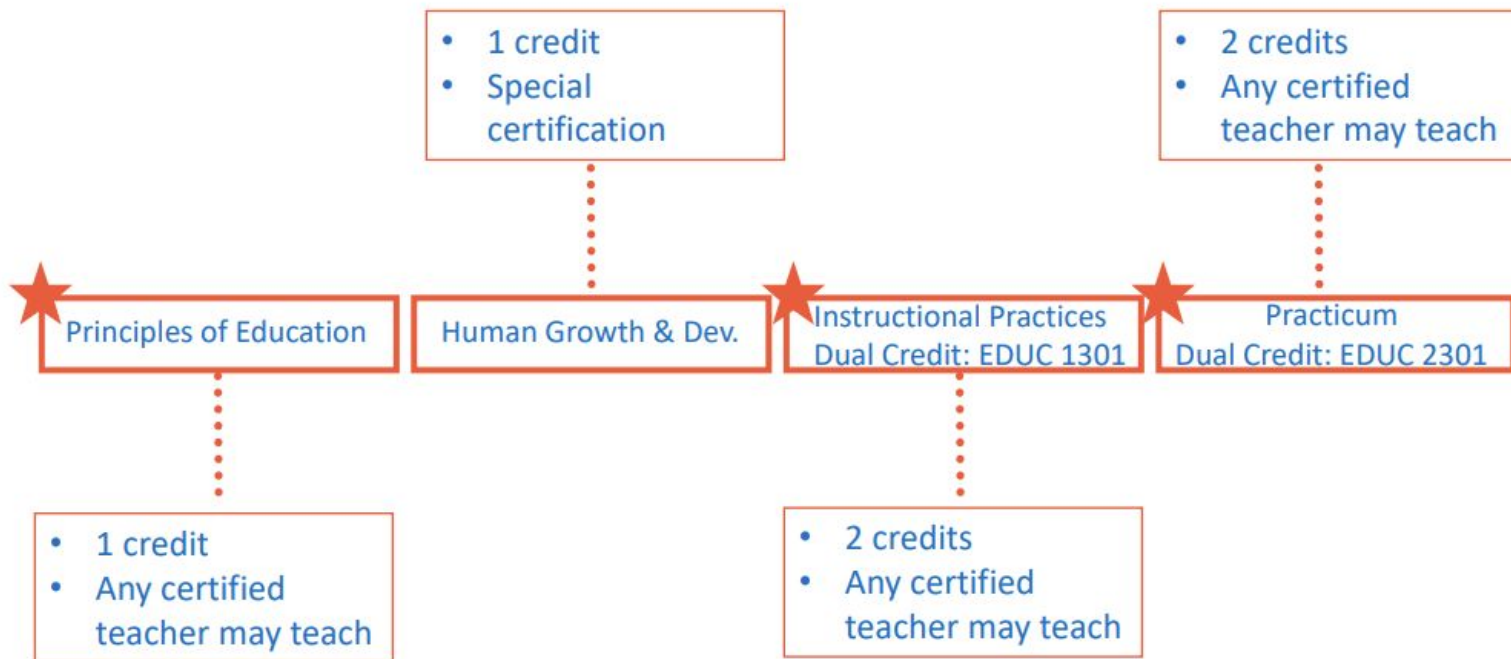 • 1 credit
• Special
certification
• 2 credits
• Any certified
teacher may teach
Principles of Education
Human Growth & Dev.
Instructional Practices
Dual Credit: EDUC 1301
Practicum
Dual Credit: EDUC 2301
• 1 credit
• Any certified
teacher may teach
• 2 credits
• Any certified
teacher may teach